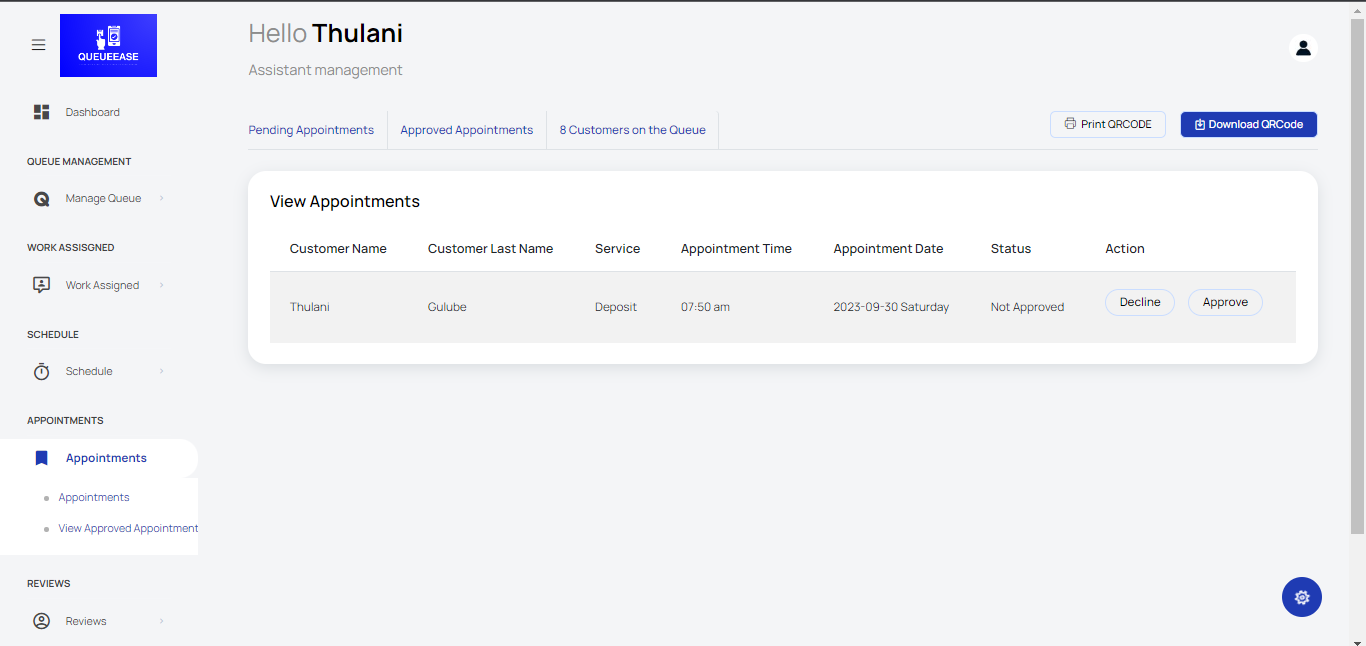 QUEUEEASE
Hello Thulani
Assistant management
Dashboard
QUEUE MANAGEMENT
Manage Queue
WORK ASSISGNED
Work Assigned
SCHEDULE
Schedule
APPOINTMENTS
Appointments
Appointments
View Approved Appointment
REVIEWS
Reviews
Pending Appointments Approved Appointments 8 Customers on the Queue Print QRCODE Download QRCode
View Appointments
Customer Name Customer Last Name Service Appointment Time Appointment Date Status Action
Thulani Gulube Deposit 07:50 am 2023-09-30 Saturday Not Approved Decline Approve